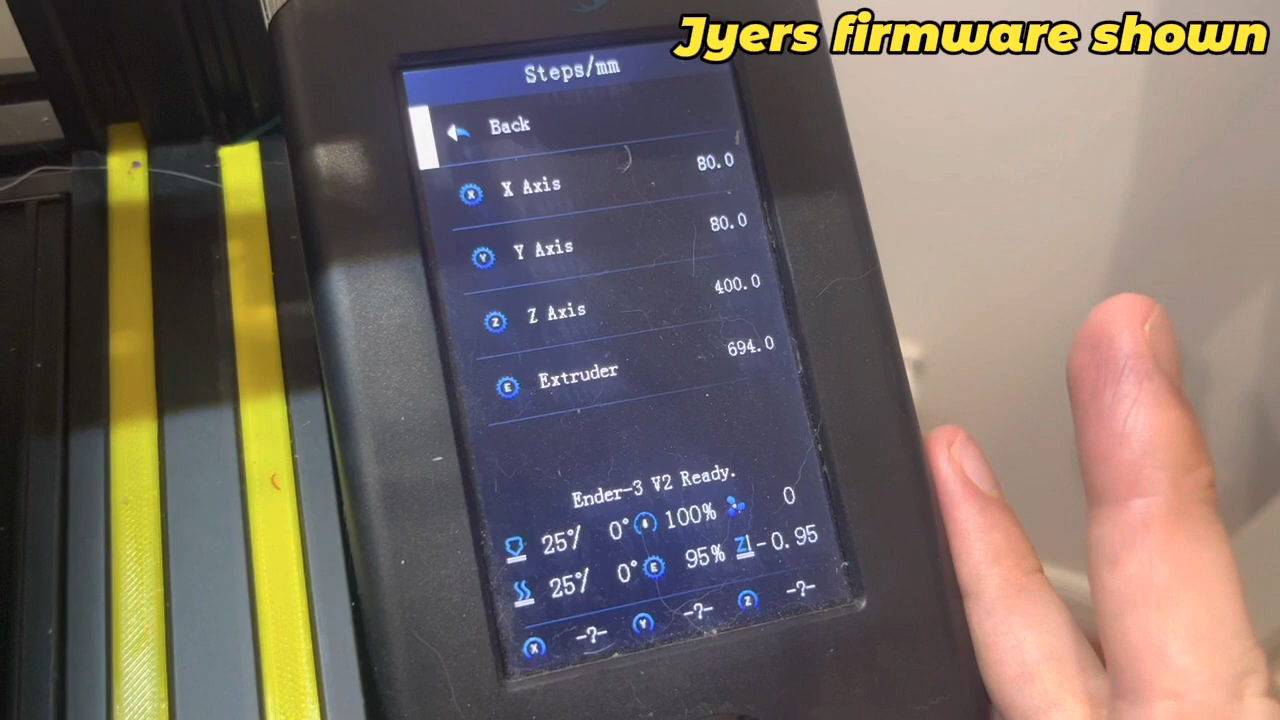 Jyers firmware shown
Steps/mm
Back
X X Axis 80.0
Y Y Axis 80.0
Z Z Axis 400.0
E Extruder 694.0
Ender-3 V2 Ready.
25°/ 0° 100% 0
25°/ 0° E 95% Z -0.95
X -?- Y -?- Z -?-